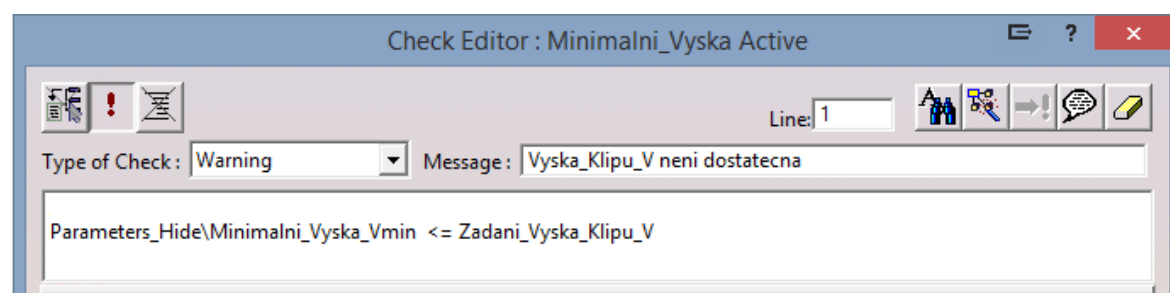 Check Editor : Minimalni_Vyska Active
?
Line: 1
Type of Check : Warning Message : Vyska_Klipu_V neni dostatecna
Parameters_Hide\Minimalni_Vyska_Vmin <= Zadani_Vyska_Klipu_V